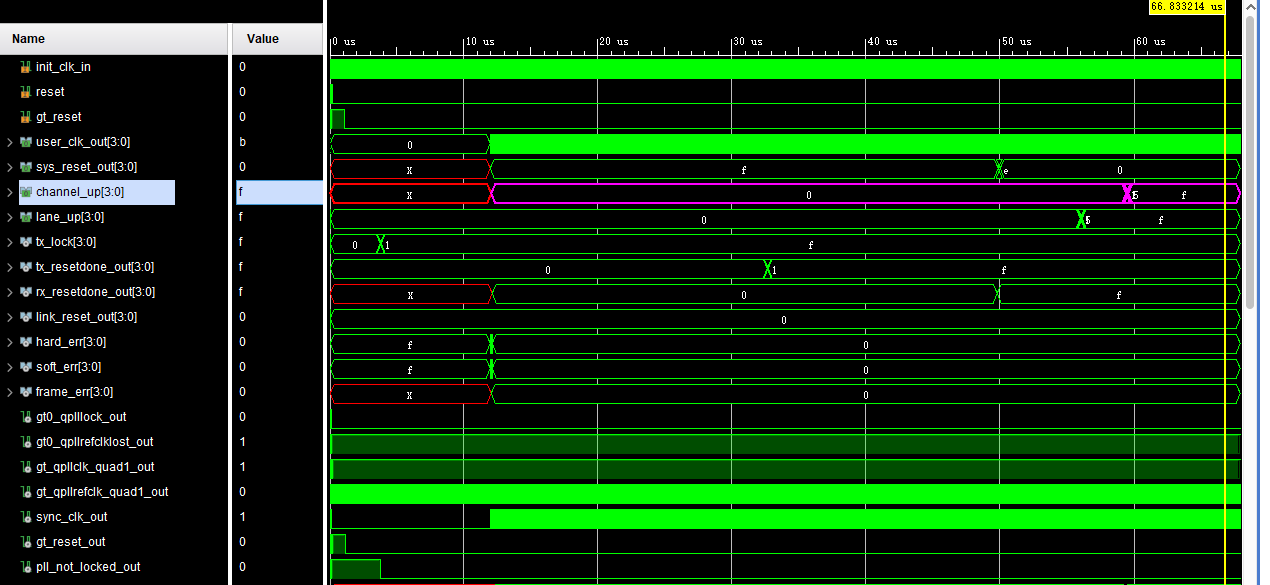 66.833214 us
Name Value
0 us 10 us 20 us 30 us 40 us 50 us 60 us
init_clk_in 0
reset 0
gt_reset 0
user_clk_out[3:0] b 0
sys_reset_out[3:0] 0 X f e 0
channel_up[3:0] f X 0 f
lane_up[3:0] f 0 f
tx_lock[3:0] f 0 1 f
tx_resetdone_out[3:0] f 0 1 f
rx_resetdone_out[3:0] f X 0 f
link_reset_out[3:0] 0 0
hard_err[3:0] 0 f 0
soft_err[3:0] 0 f 0
frame_err[3:0] 0 X 0
gt0_qplllock_out 0
gt0_qpllrefclklost_out 1
gt_qpllclk_quad1_out 1
gt_qpllrefclk_quad1_out 0
sync_clk_out 1
gt_reset_out 0
pll_not_locked_out 0